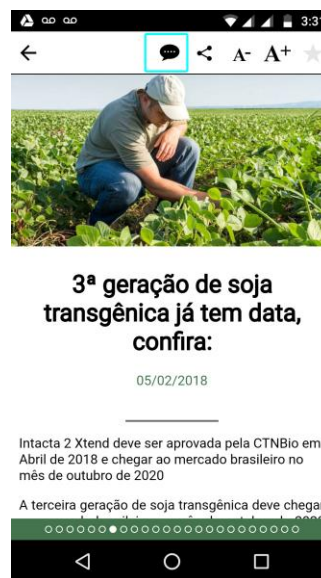 3:31
A- A+
3ª geração de soja
transgênica já tem data,
confira:
05/02/2018
Intacta 2 Xtend deve ser aprovada pela CTNBio em
Abril de 2018 e chegar ao mercado brasileiro no
mês de outubro de 2020
A terceira geração de soja transgênica deve chegar